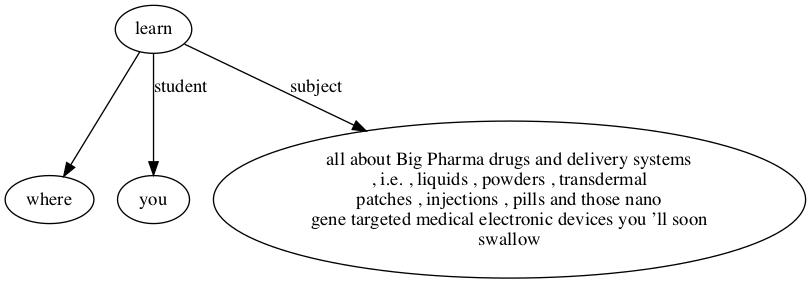 learn
student
subject
where
you
all about Big Pharma drugs and delivery systems
, i.e. , liquids , powders , transdermal
patches , injections , pills and those nano
gene targeted medical electronic devices you ’ll soon
swallow